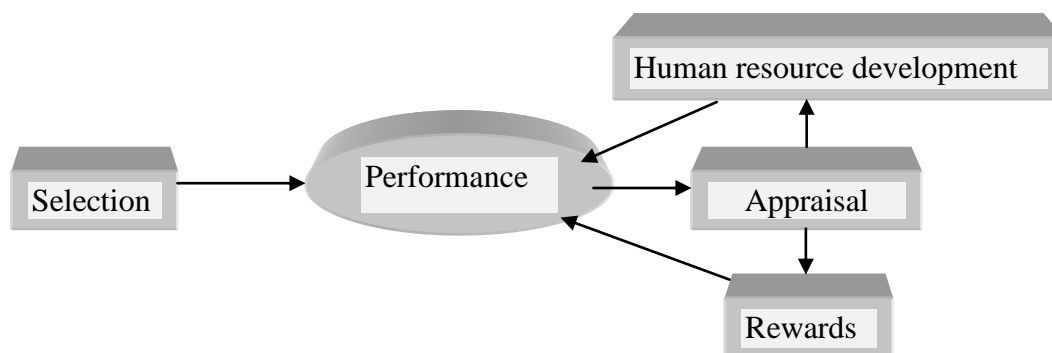 Human resource development
Selection
Performance
Appraisal
Rewards